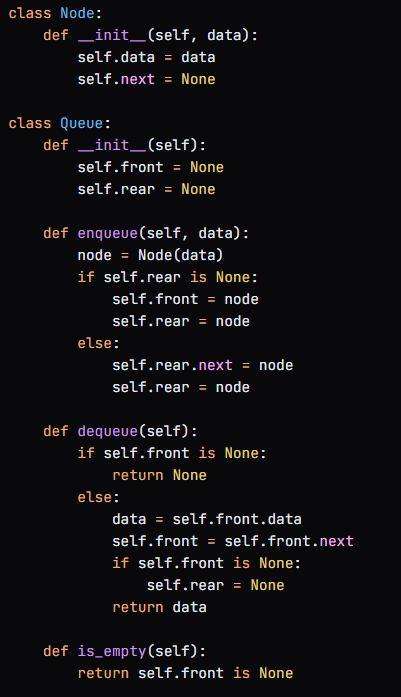 class Node:
    def __init__(self, data):
        self.data = data
        self.next = None

class Queue:
    def __init__(self):
        self.front = None
        self.rear = None

    def enqueue(self, data):
        node = Node(data)
        if self.rear is None:
            self.front = node
            self.rear = node
        else:
            self.rear.next = node
            self.rear = node

    def dequeue(self):
        if self.front is None:
            return None
        else:
            data = self.front.data
            self.front = self.front.next
            if self.front is None:
                self.rear = None
            return data

    def is_empty(self):
        return self.front is None